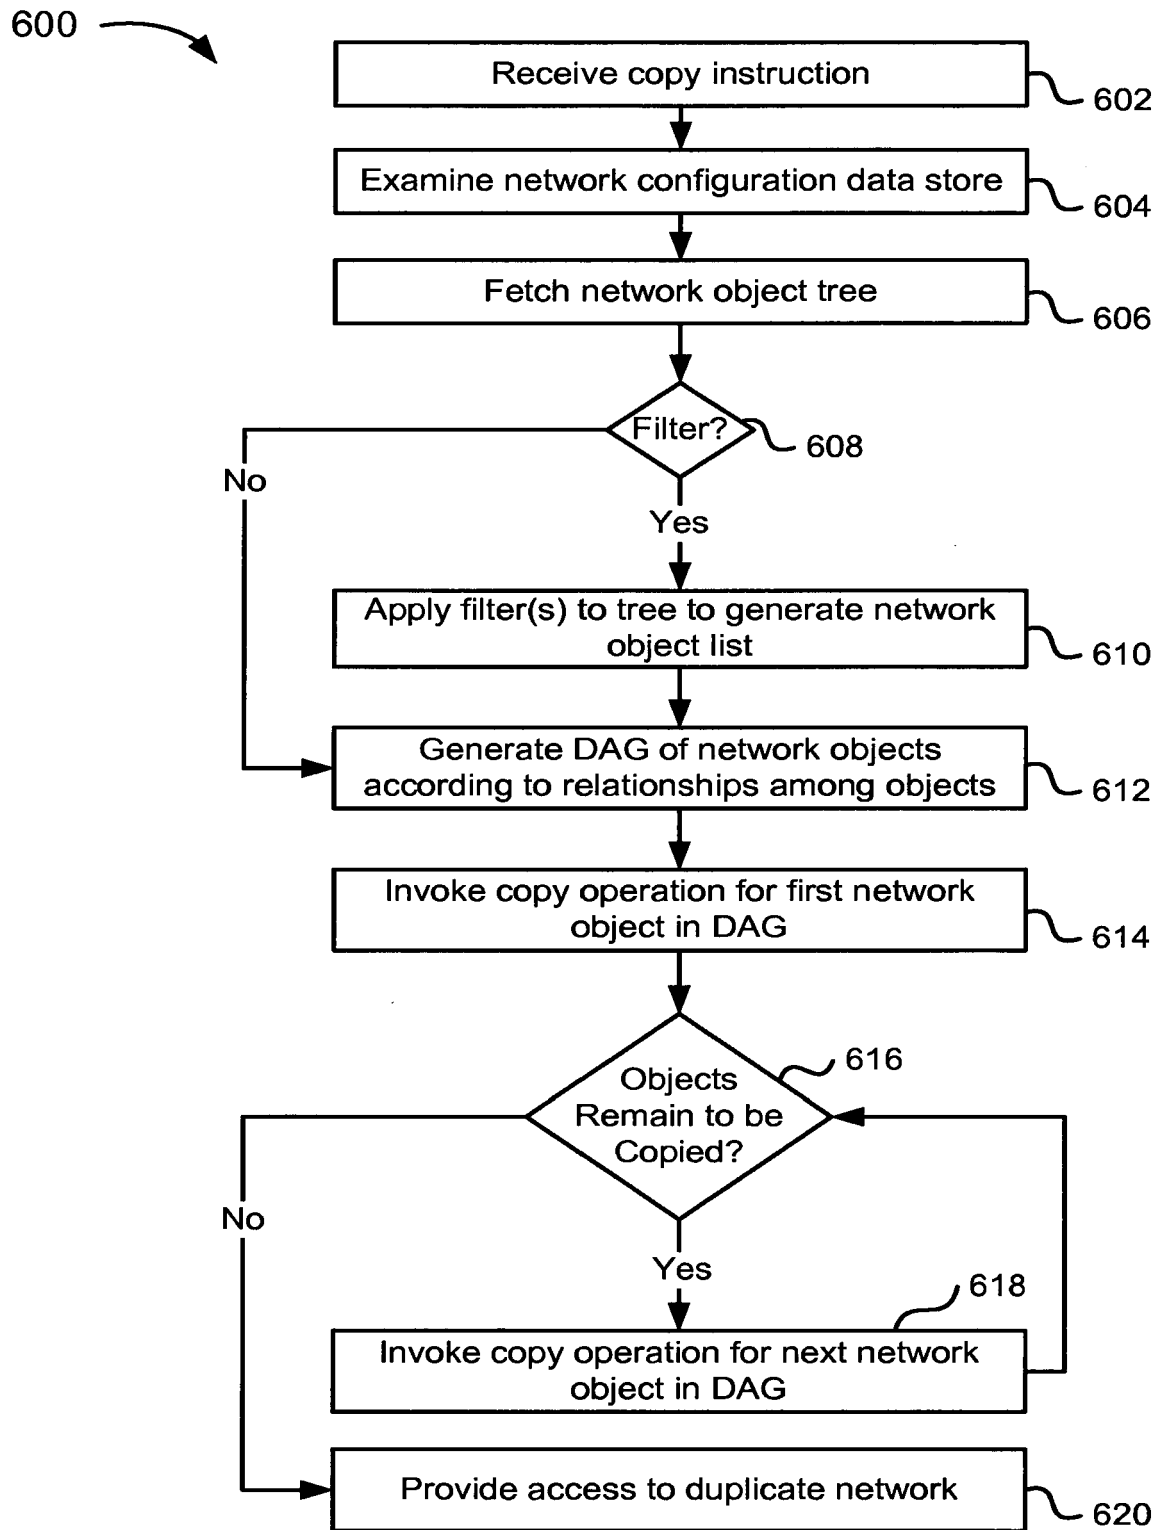 600
Receive copy instruction
602
Examine network configuration data store
604
Fetch network object tree
606
Filter?
608
No
Yes
Apply filter(s) to tree to generate network
object list
610
Generate DAG of network objects
according to relationships among objects
612
Invoke copy operation for first network
object in DAG
614
Objects
Remain to be
Copied?
616
No
Yes
618
Invoke copy operation for next network
object in DAG
Provide access to duplicate network
620